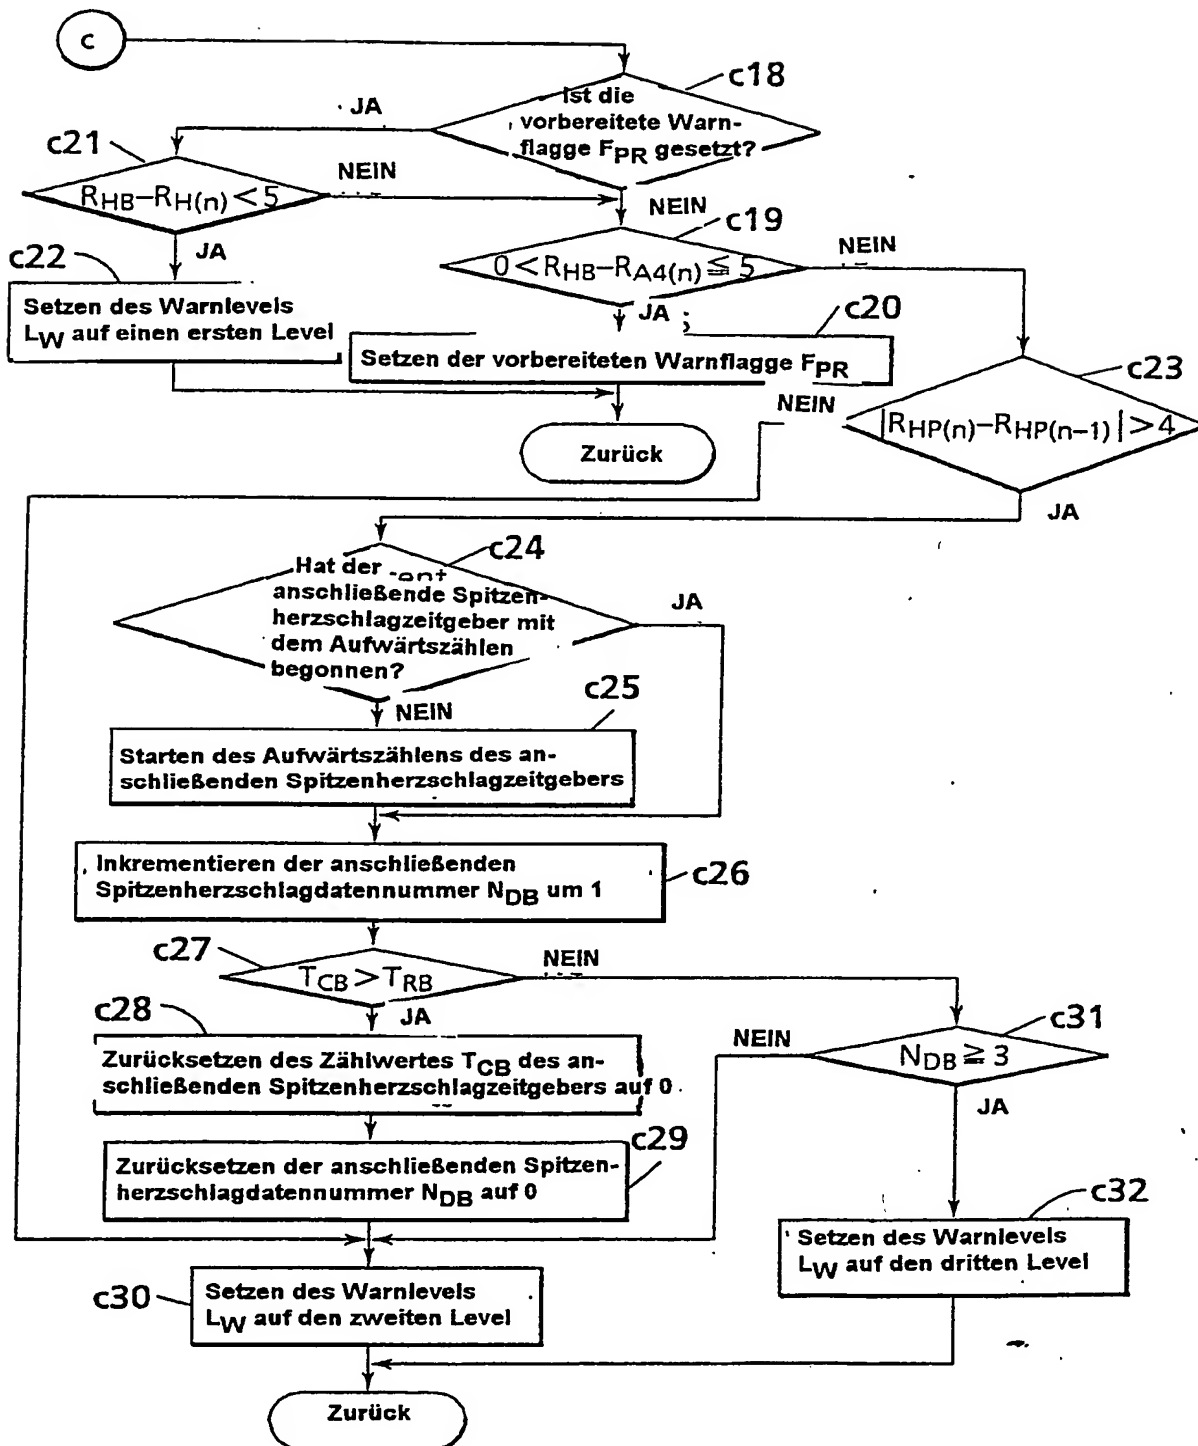 c
c18
Ist die
vorbereitete Warn-
flagge FPR gesetzt?
JA
c21
NEIN
RHB–RH(n) < 5
NEIN
c19
JA
c22
0 < RHB–RA4(n) ≦ 5
NEIN
JA
c20
Setzen des Warnlevels
LW auf einen ersten Level
Setzen der vorbereiteten Warnflagge FPR
c23
NEIN
|RHP(n)–RHP(n–1)| > 4
Zurück
JA
c24
Hat der
anschließende Spitzen-
herzschlagzeitgeber mit
dem Aufwärtszählen
begonnen?
JA
NEIN
c25
Starten des Aufwärtszählens des an-
schließenden Spitzenherzschlagzeitgebers
Inkrementieren der anschließenden
Spitzenherzschlagdatennummer NDB um 1
c26
c27
TCB > TRB
NEIN
JA
c28
c31
NEIN
NDB ≧ 3
JA
Zurücksetzen des Zählwertes TCB des an-
schließenden Spitzenherzschlagzeitgebers auf 0
c29
Zurücksetzen der anschließenden Spitzen-
herzschlagdatennummer NDB auf 0
c32
Setzen des Warnlevels
LW auf den dritten Level
c30
Setzen des Warnlevels
LW auf den zweiten Level
Zurück